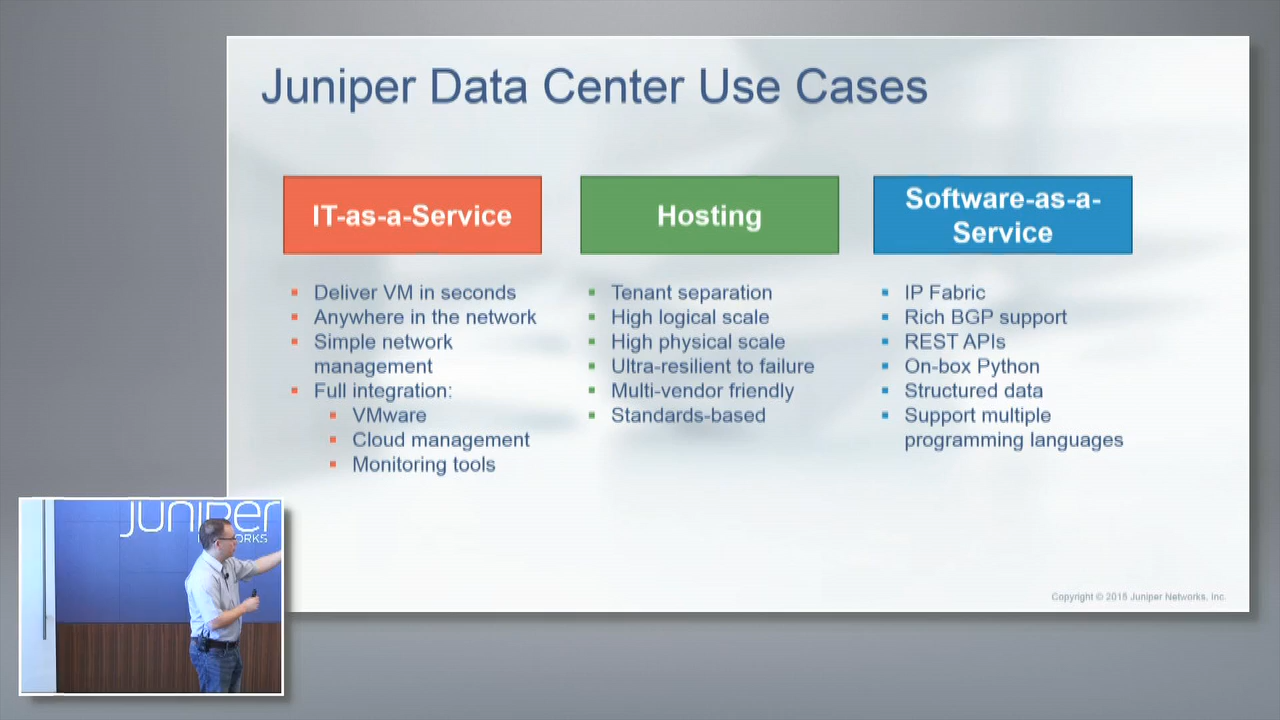 Juniper Data Center Use Cases
IT-as-a-Service
Deliver VM in seconds
Anywhere in the network
Simple network
management
Full integration:
VMware
Cloud management
Monitoring tools
Hosting
Tenant separation
High logical scale
High physical scale
Ultra-resilient to failure
Multi-vendor friendly
Standards-based
Software-as-a-
Service
IP Fabric
Rich BGP support
REST APIs
On-box Python
Structured data
Support multiple
programming languages
Copyright © 2015 Juniper Networks, Inc.
juniper